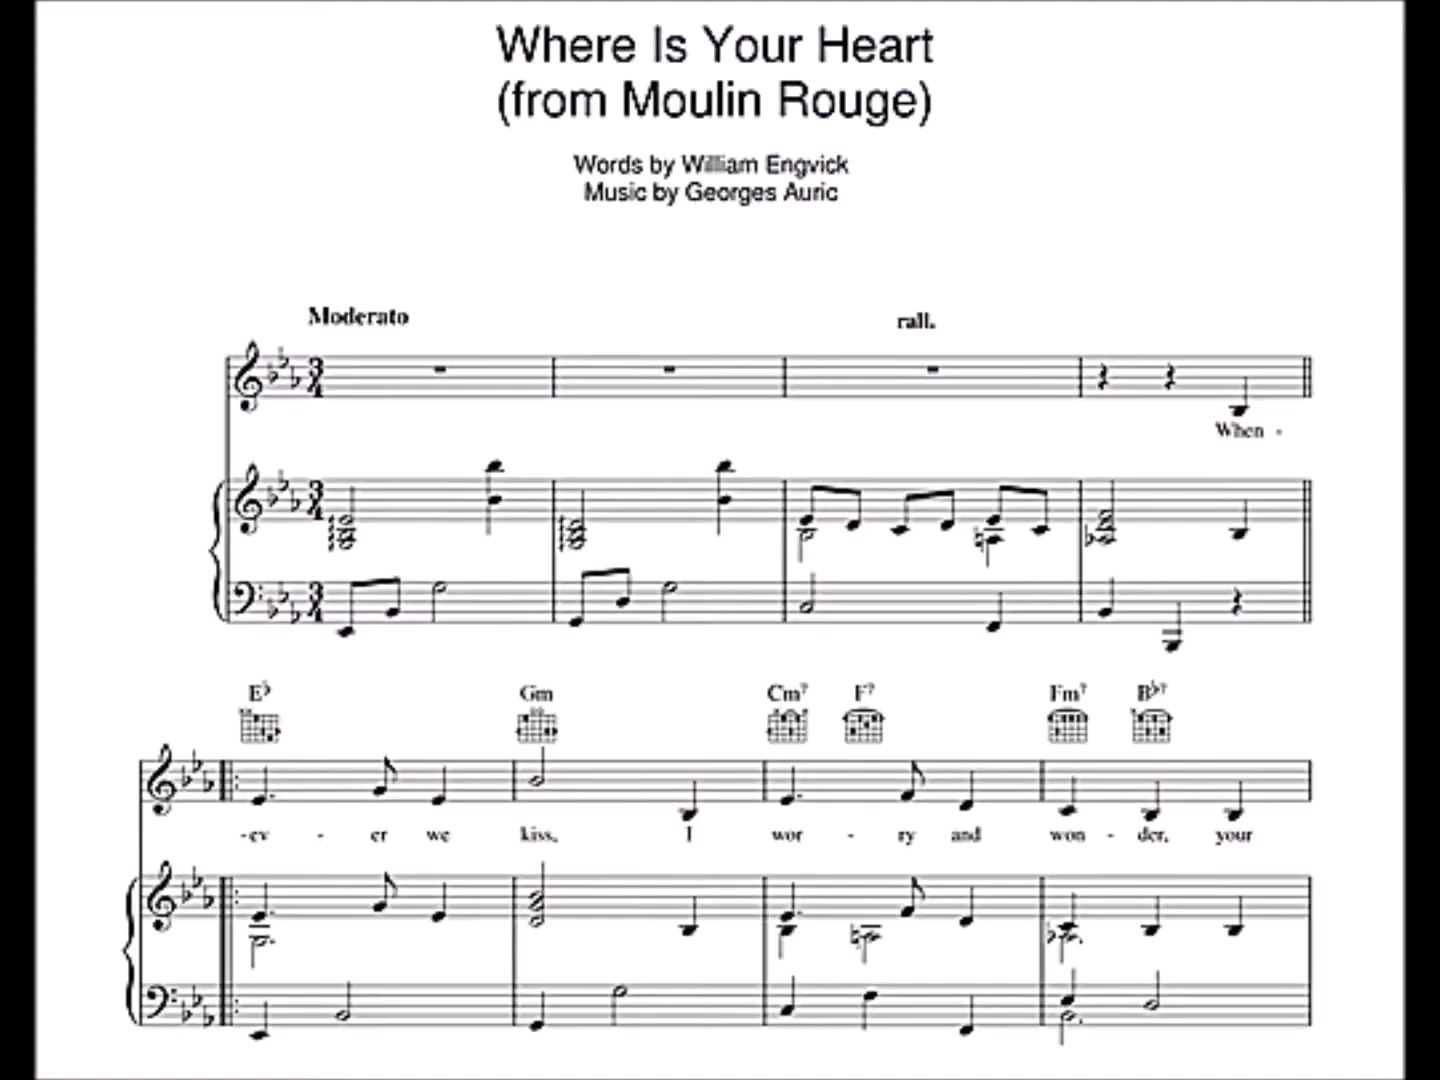 Where Is Your Heart
(from Moulin Rouge)
Words by William Engvick
Music by Georges Auric
Moderato
rall.
When -
E♭ Gm Cm7 F7 Fm7 B♭7
- ev - er we kiss, I wor - ry and won - der, your